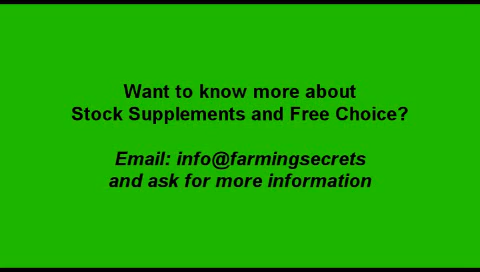 Want to know more about
Stock Supplements and Free Choice?
Email: info@farmingsecrets
and ask for more information